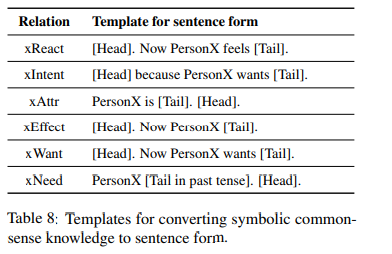 Relation Template for sentence form
xReact [Head]. Now PersonX feels [Tail].
xIntent [Head] because PersonX wants [Tail].
xAttr PersonX is [Tail]. [Head].
xEffect [Head]. Now PersonX [Tail].
xWant [Head]. Now PersonX wants [Tail].
xNeed PersonX [Tail in past tense]. [Head].
Table 8: Templates for converting symbolic common-
sense knowledge to sentence form.